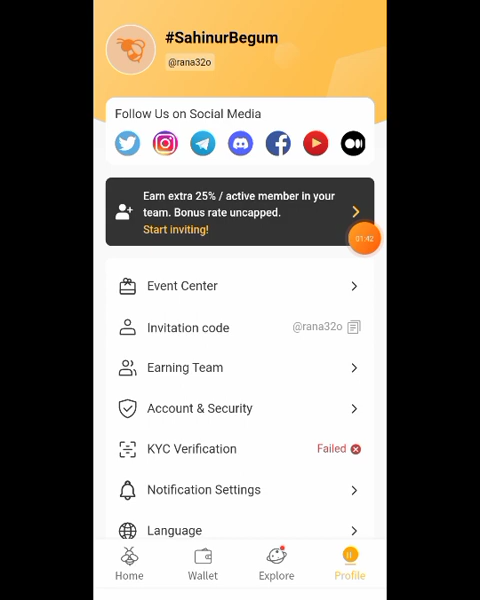 #SahinurBegum
@rana32o
Follow Us on Social Media
Earn extra 25% / active member in your
team. Bonus rate uncapped.
Start inviting!
01:42
Event Center
Invitation code @rana32o
Earning Team
Account & Security
KYC Verification Failed
Notification Settings
Language
Home Wallet Explore Profile